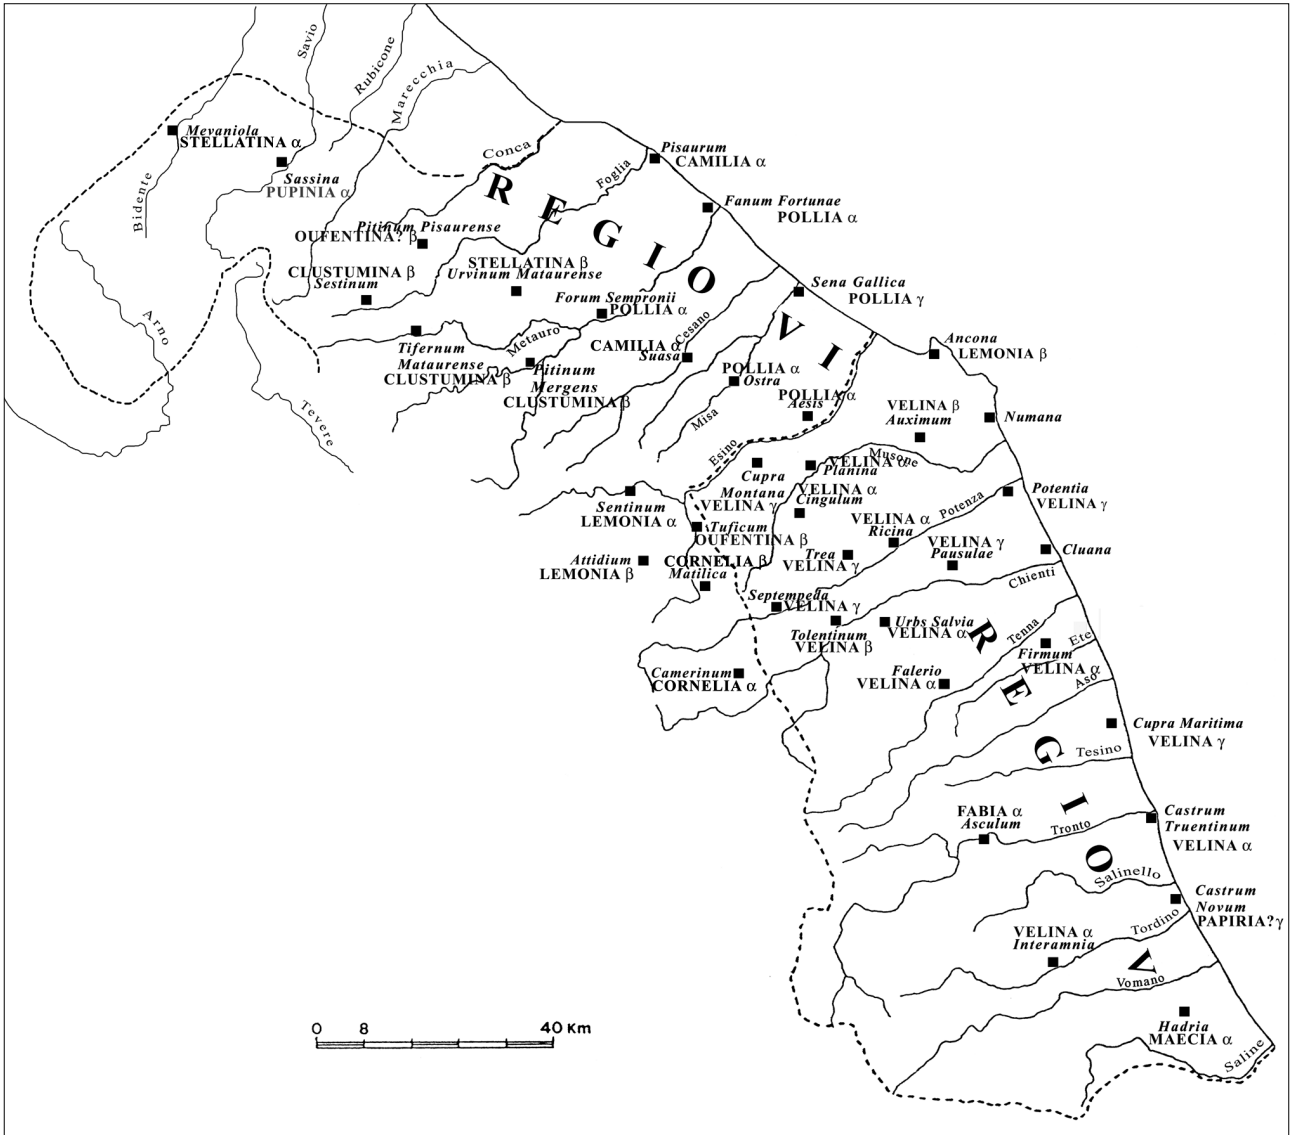 Savio
Rubicone
Marecchia
Mevaniola
STELLATINA α
Sassina
PUPINIA α
Bidente
Arno
Tevere
Conca
Foglia
Pisaurum
CAMILIA α
Fanum Fortunae
POLLIA α
REGIO VI
Pitinum Pisaurense
OUFENTINA? β
CLUSTUMINA β
Sestinum
STELLATINA β
Urvinum Mataurense
Forum Sempronii
POLLIA α
Sena Gallica
POLLIA γ
Metauro
Cesano
CAMILIA α
Suasa
Tifernum
Mataurense
CLUSTUMINA β
Pitinum
Mergens
CLUSTUMINA β
POLLIA α
Ostra
Misa
POLLIA α
Aesis
Esino
Ancona
LEMONIA β
VELINA β
Auximum
Numana
Musone
Cupra
Montana
VELINA γ
VELINA α
Planina
VELINA α
Cingulum
Potenza
Potentia
VELINA γ
Sentinum
LEMONIA α
Tuficum
OUFENTINA β
VELINA α
Ricina
VELINA γ
Pausulae
Cluana
Attidium
LEMONIA β
CORNELIA β
Matilica
Trea
VELINA γ
Chienti
Septempeda
VELINA γ
Tolentinum
VELINA β
Urbs Salvia
VELINA α
Tenna
Ete
Firmum
VELINA α
Aso
Camerinum
CORNELIA α
Falerio
VELINA α
REGIO V
Cupra Maritima
VELINA γ
Tesino
FABIA α
Asculum
Tronto
Castrum
Truentinum
VELINA α
Salinello
Castrum
Novum
PAPIRIA? γ
Tordino
VELINA α
Interamnia
Vomano
Hadria
MAECIA α
Saline
0 8 40 Km